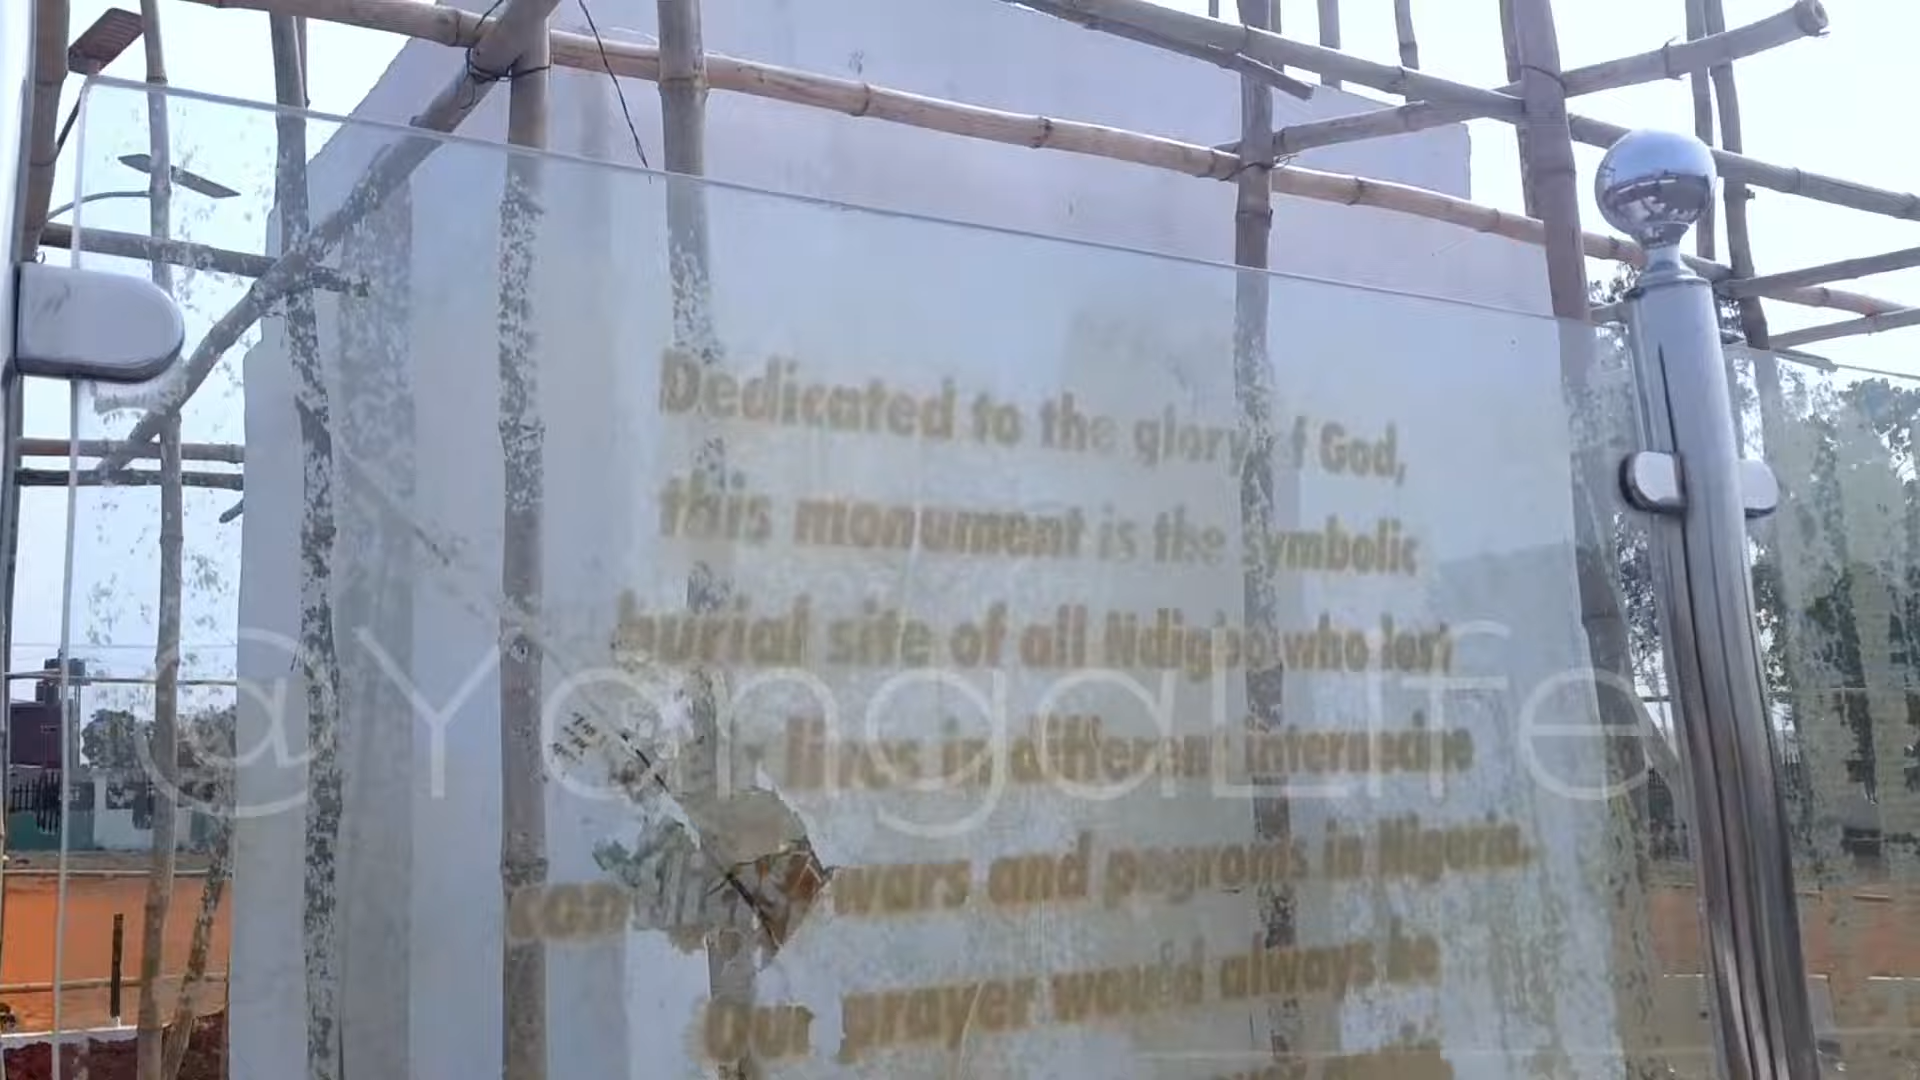 Dedicated to the glory of God,
this monument is the symbolic
burial site of all Ndigbo who lost
lives in different internecine
wars and pogroms in Nigeria.
Our prayer would always be
@YangaLife